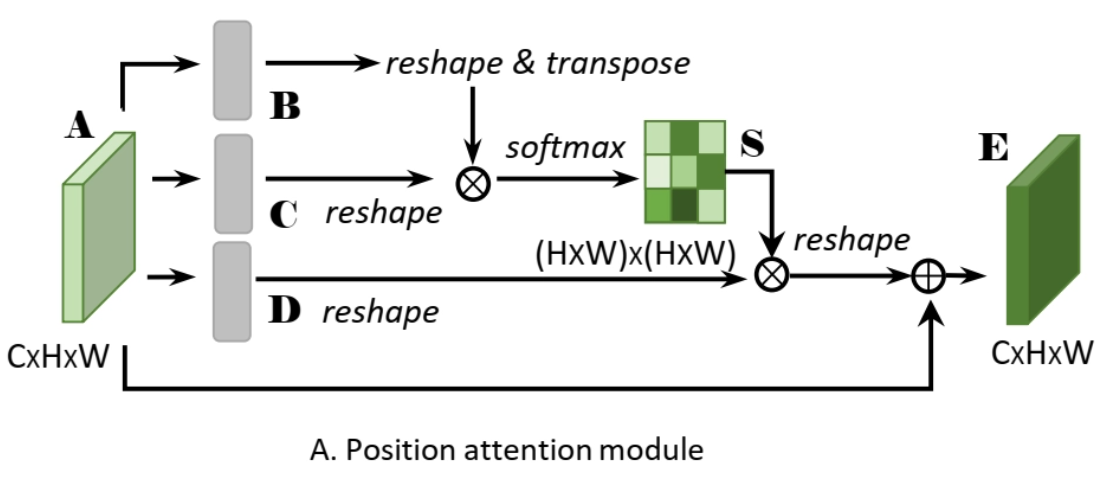 reshape & transpose
B
A
softmax
S
E
C
reshape
(HxW)x(HxW)
reshape
D
reshape
CxHxW
CxHxW
A. Position attention module